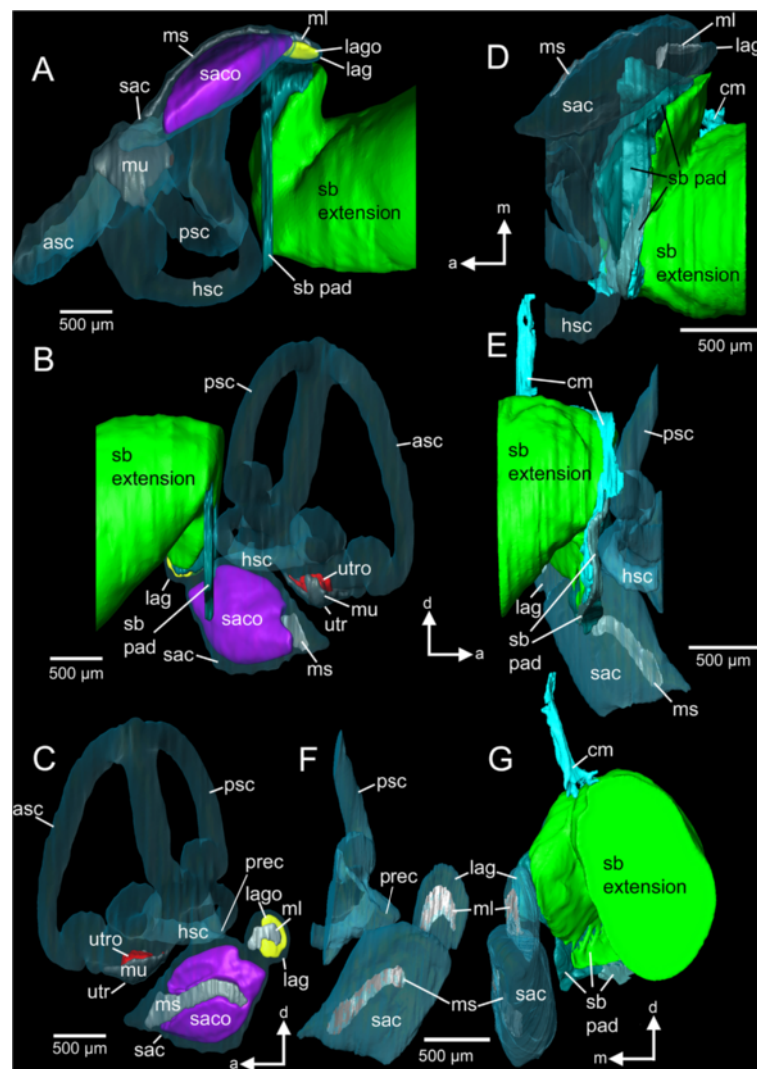 A
ms
ml
lago
lag
saco
sac
mu
sb
extension
asc
psc
hsc
sb pad
500 µm
D
ml
ms
lag
sac
cm
sb pad
m
a
sb
extension
hsc
500 µm
B
psc
asc
sb
extension
hsc
utro
lag
mu
saco
utr
sb
pad
ms
sac
d
a
500 µm
E
cm
psc
sb
extension
hsc
lag
sb
pad
sac
ms
500 µm
C
asc
psc
prec
lago
ml
hsc
utro
mu
lag
utr
ms
saco
sac
d
a
500 µm
F
psc
prec
lag
ml
ms
sac
500 µm
G
cm
sb
extension
sac
sb
pad
d
m